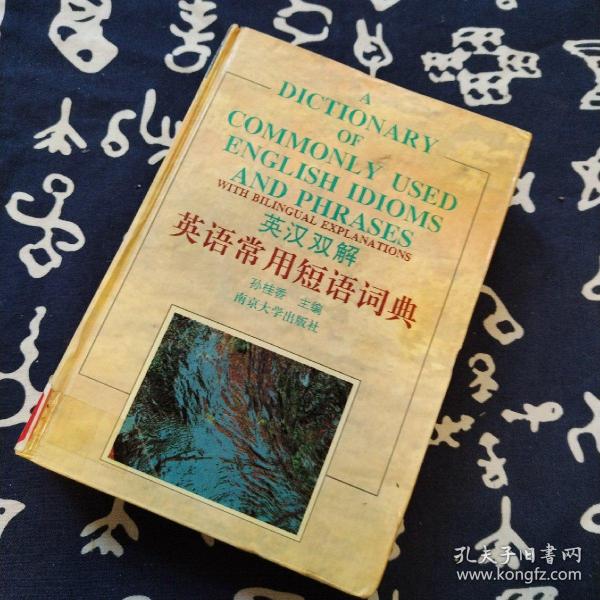 A
DICTIONARY
OF
COMMONLY USED
ENGLISH IDIOMS
AND PHRASES
WITH BILINGUAL EXPLANATIONS
英汉双解
英语常用短语词典
孙桂香 主编
南京大学出版社
孔夫子旧书网
www.kongfz.com